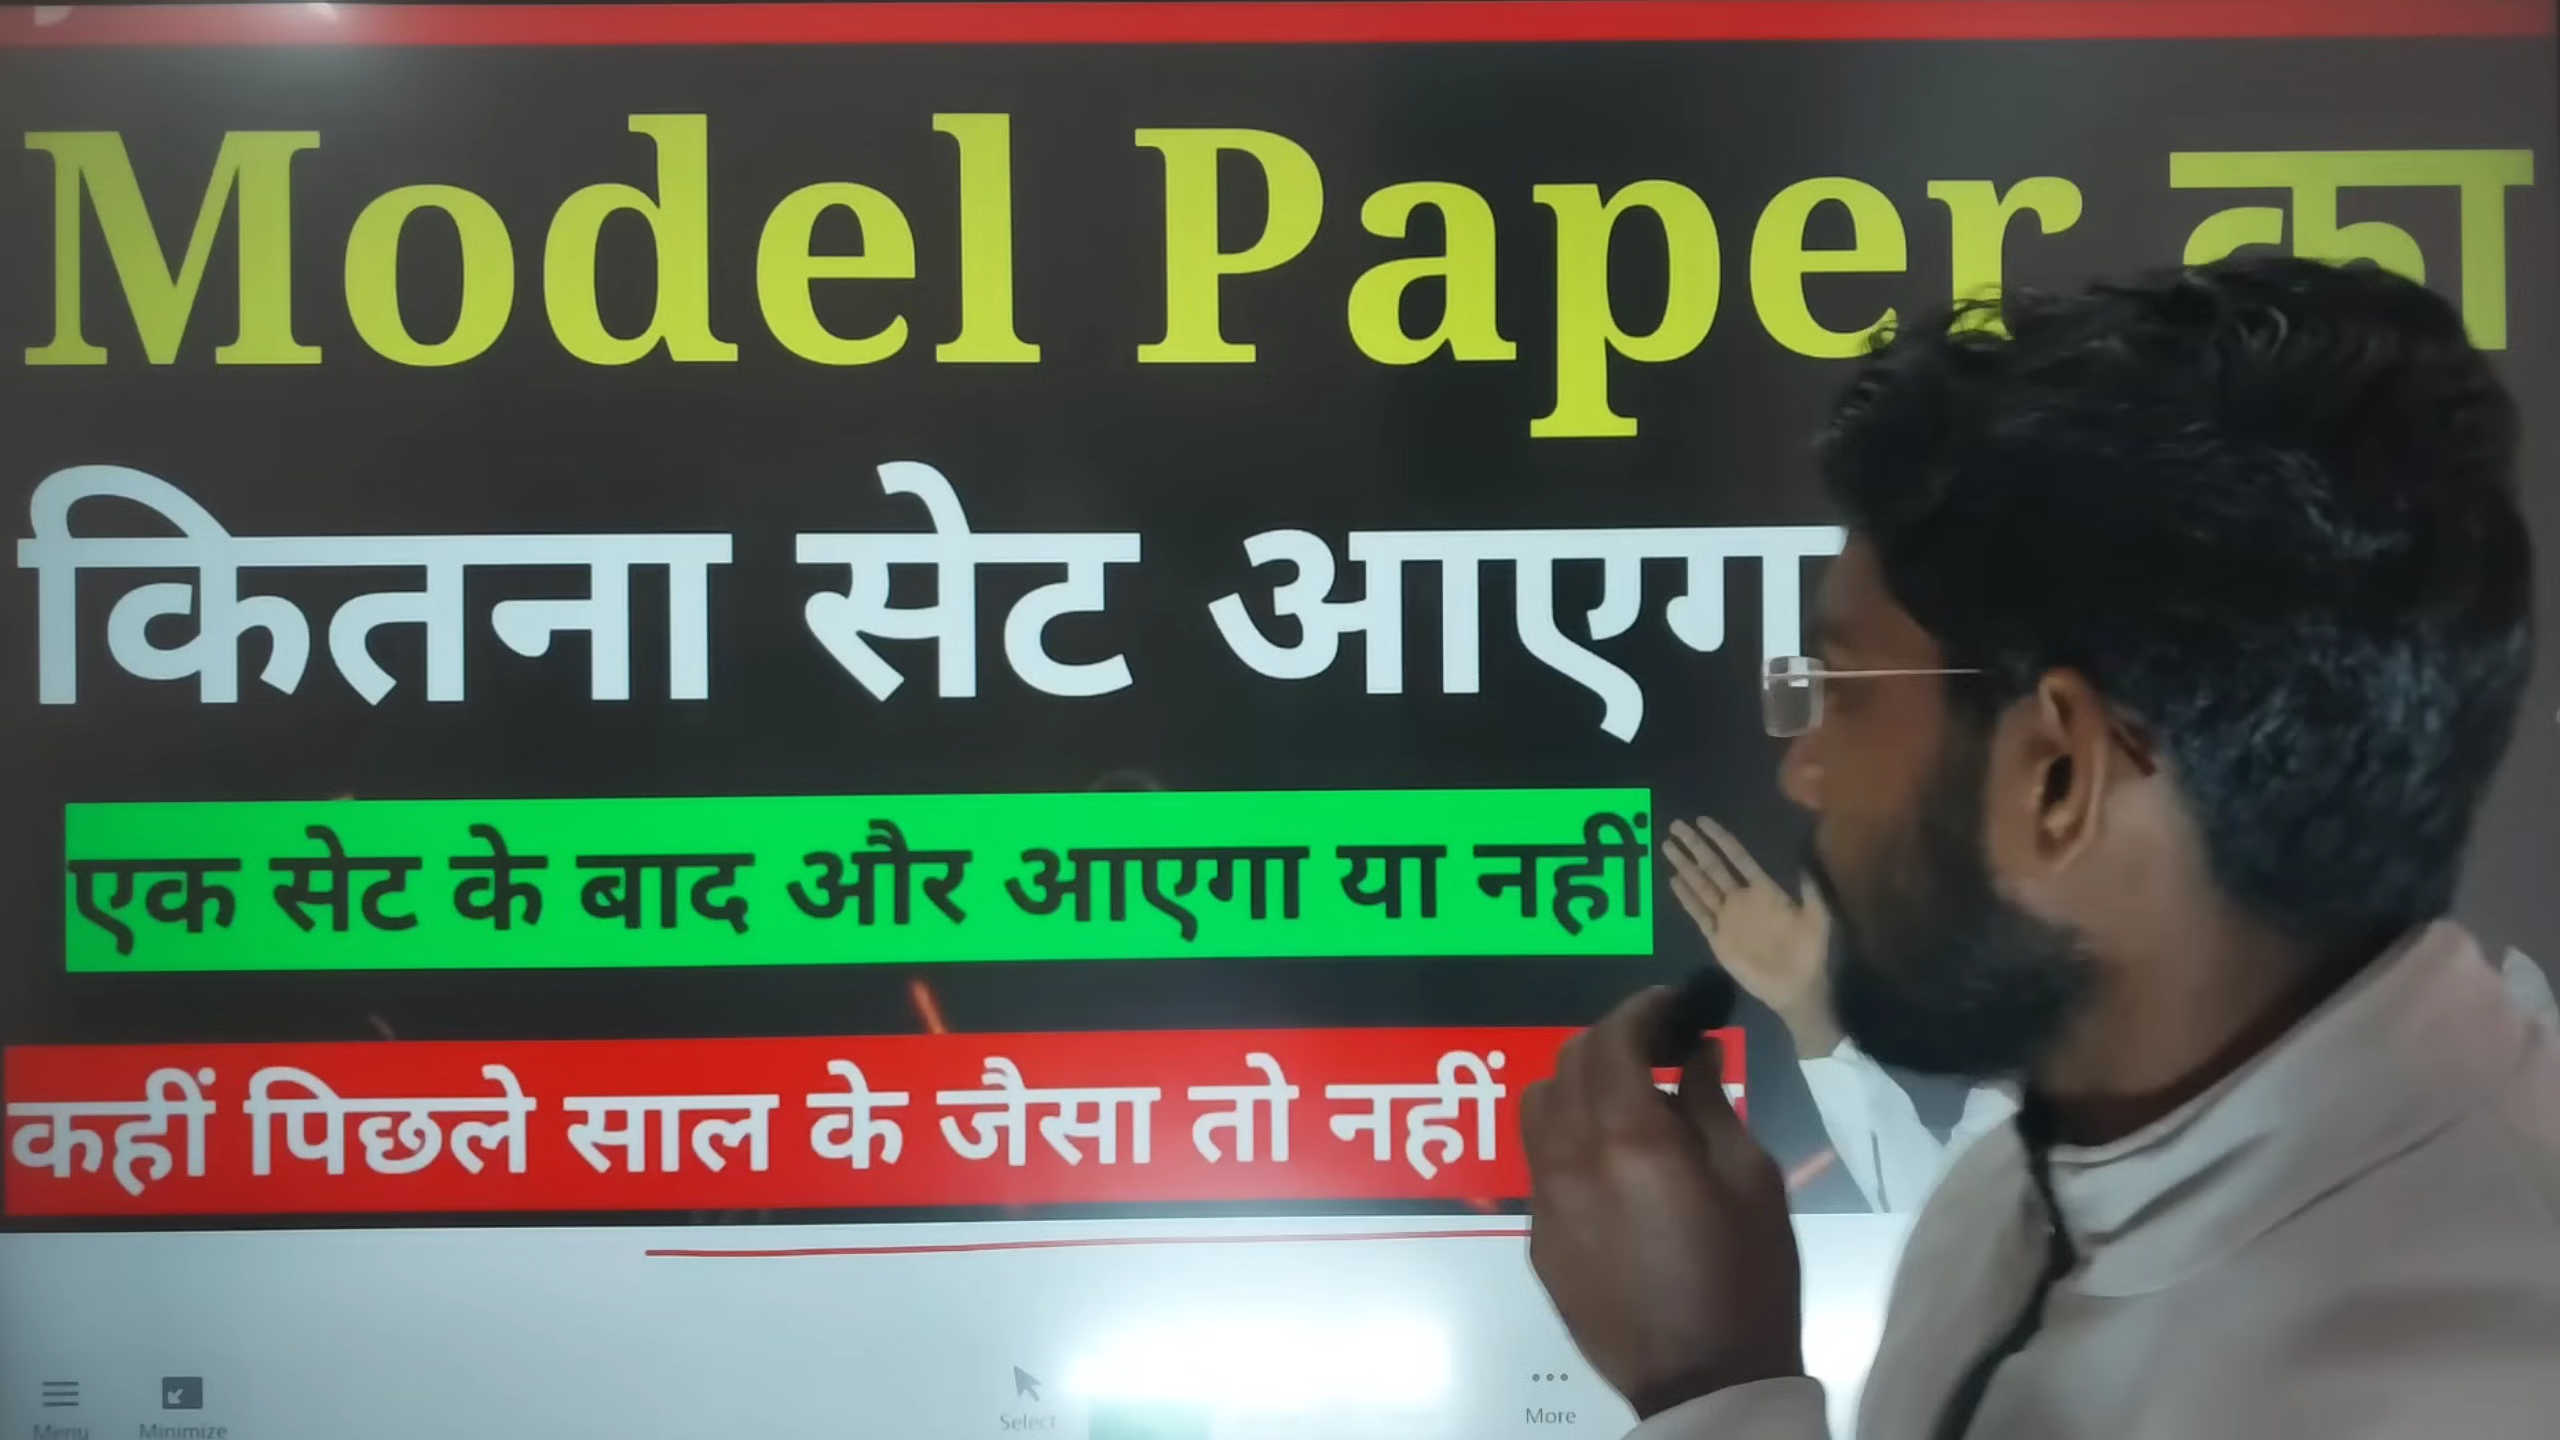 Model Paper का
कितना सेट आएग
एक सेट के बाद और आएगा या नहीं
कहीं पिछले साल के जैसा तो नहीं
Menu
Minimize
Select
More